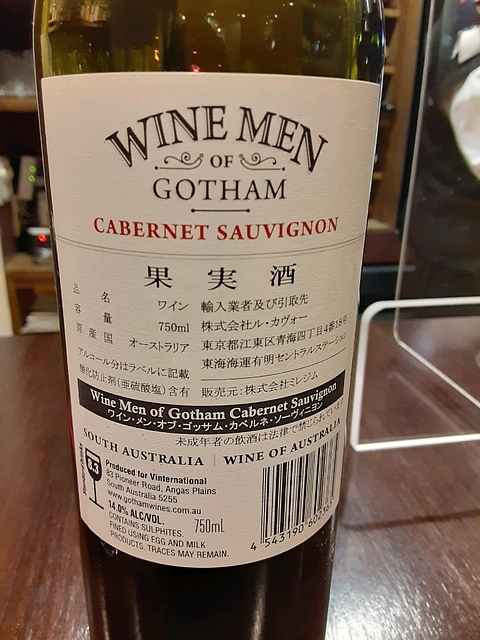 WINE MEN
OF
GOTHAM
CABERNET SAUVIGNON
果実酒
品名 ワイン
容量 750ml
原産国 オーストラリア
アルコール分はラベルに記載
酸化防止剤(亜硫酸塩)含有
輸入業者及び引取先
株式会社ル・カヴォー
東京都江東区青海四丁目4番18号
東海海運有明セントラルステーション
販売元:株式会社ミレジム
Wine Men of Gotham Cabernet Sauvignon
ワイン・メン・オブ・ゴッサム・カベルネ・ソーヴィニヨン
未成年者の飲酒は法律で禁じられています
SOUTH AUSTRALIA | WINE OF AUSTRALIA
8.3
Produced for Vinternational
83 Pioneer Road, Angas Plains
South Australia 5255
www.gothamwines.com.au
14.0% ALC/VOL.
CONTAINS SULPHITES.
FINED USING EGG AND MILK
PRODUCTS. TRACES MAY REMAIN.
750mL